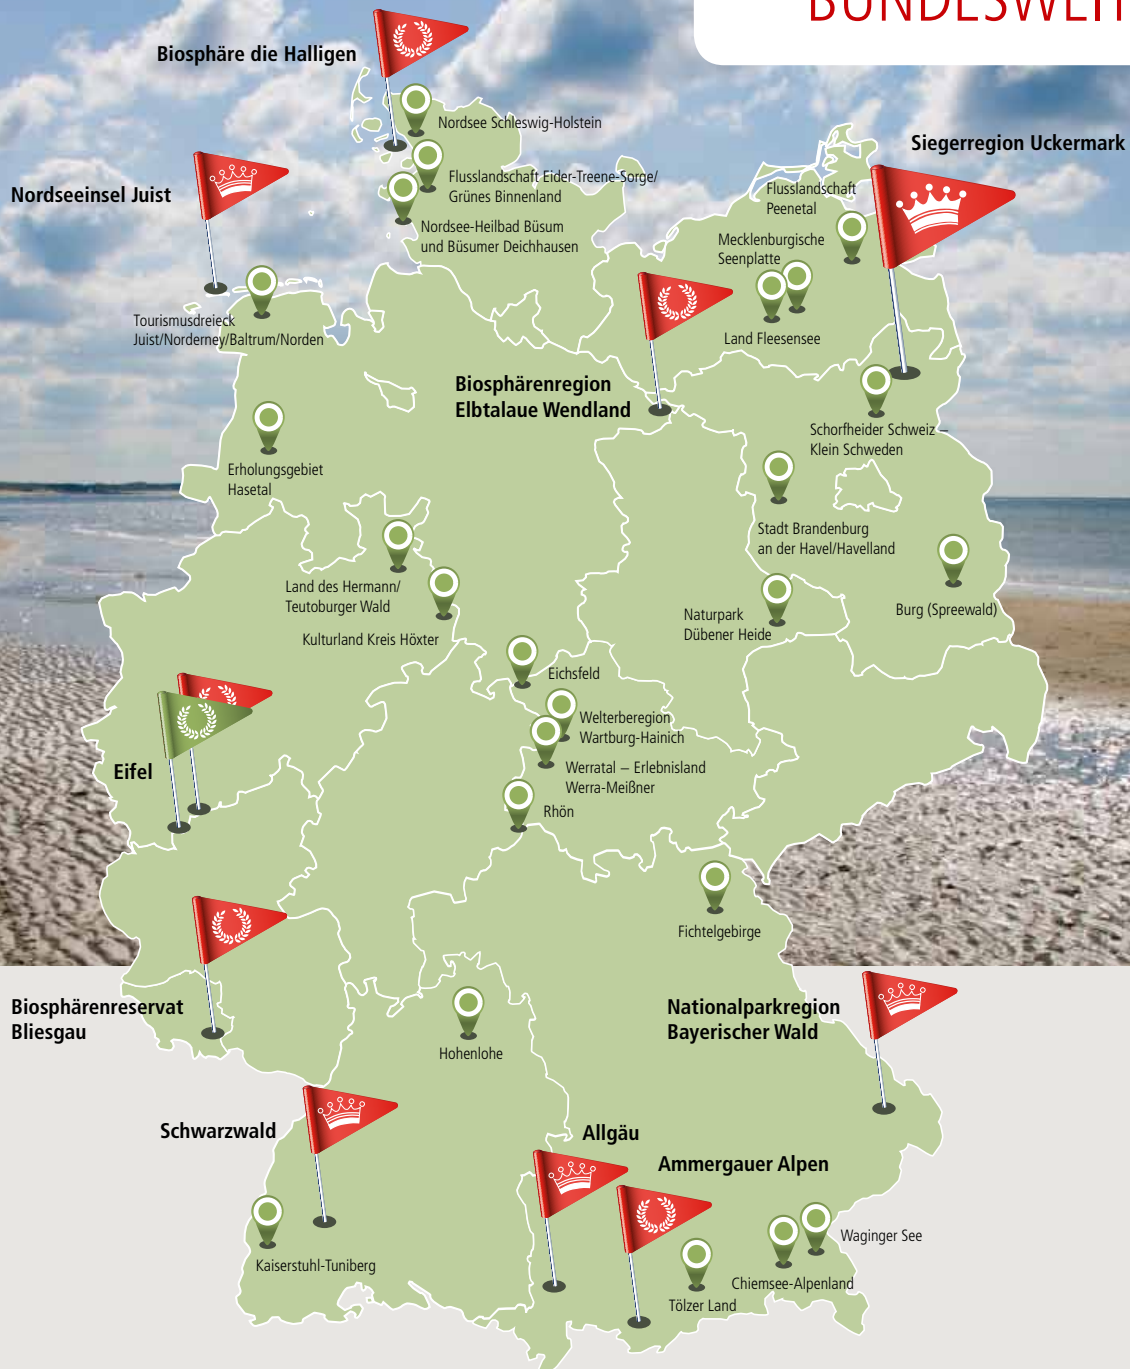 BUNDESWEIT
Biosphäre die Halligen
Nordsee Schleswig-Holstein
Siegerregion Uckermark
Nordseeinsel Juist
Flusslandschaft Eider-Treene-Sorge/
Grünes Binnenland
Flusslandschaft
Peenetal
Nordsee-Heilbad Büsum
und Büsumer Deichhausen
Mecklenburgische
Seenplatte
Tourismusdreieck
Juist/Norderney/Baltrum/Norden
Land Fleesensee
Biosphärenregion
Elbtalaue Wendland
Schorfheider Schweiz –
Klein Schweden
Erholungsgebiet
Hasetal
Stadt Brandenburg
an der Havel/Havelland
Land des Hermann/
Teutoburger Wald
Burg (Spreewald)
Naturpark
Dübener Heide
Kulturland Kreis Höxter
Eichsfeld
Welterberegion
Wartburg-Hainich
Eifel
Werratal – Erlebnisland
Werra-Meißner
Rhön
Fichtelgebirge
Biosphärenreservat
Bliesgau
Nationalparkregion
Bayerischer Wald
Hohenlohe
Schwarzwald
Allgäu
Ammergauer Alpen
Waginger See
Kaiserstuhl-Tuniberg
Chiemsee-Alpenland
Tölzer Land